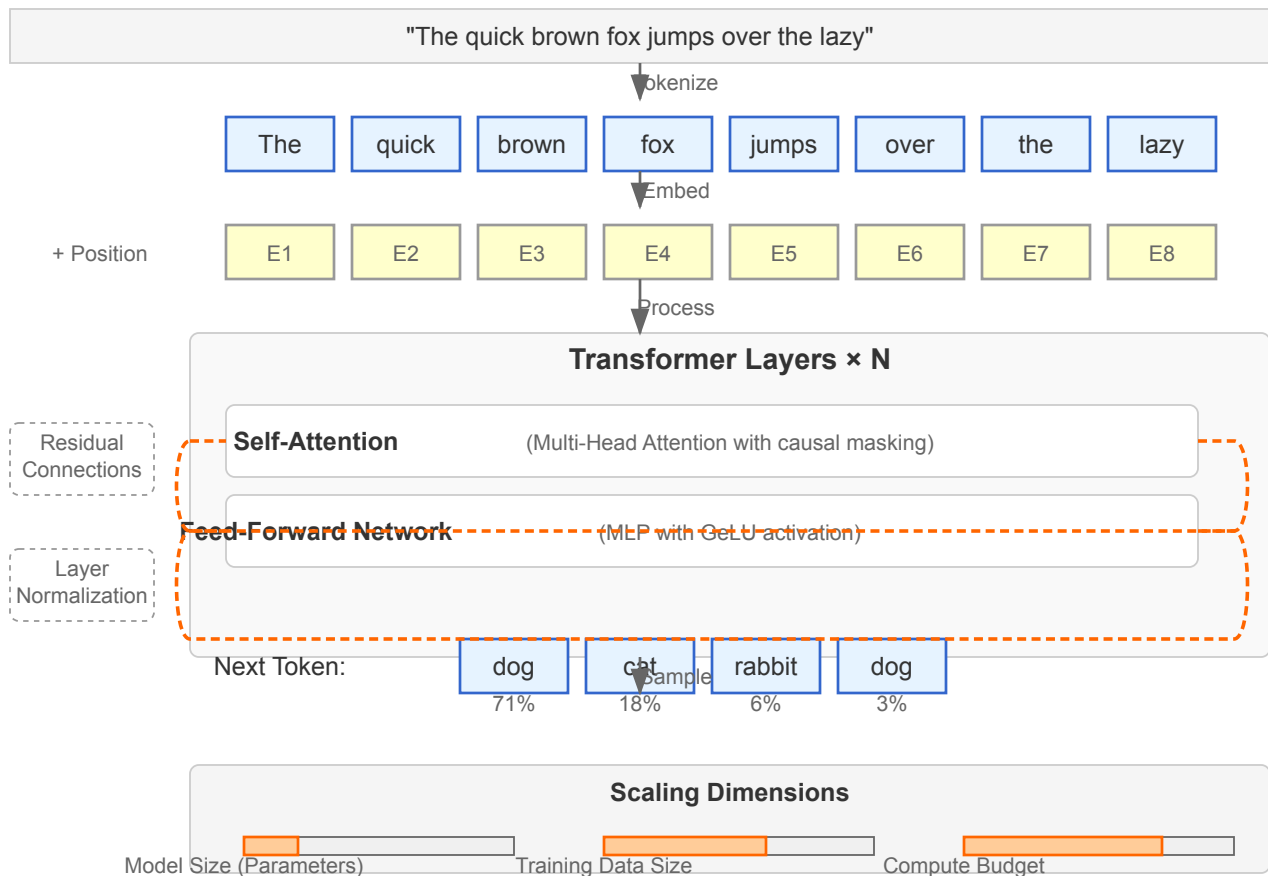 "The quick brown fox jumps over the lazy"
Tokenize
The quick brown fox jumps over the lazy
Embed
+ Position E1 E2 E3 E4 E5 E6 E7 E8
Process
Transformer Layers × N
Residual
Connections
Self-Attention (Multi-Head Attention with causal masking)
Feed-Forward Network (MLP with GeLU activation)
Layer
Normalization
Next Token: dog cat rabbit dog
Sample
71% 18% 6% 3%
Scaling Dimensions
Model Size (Parameters) Training Data Size Compute Budget